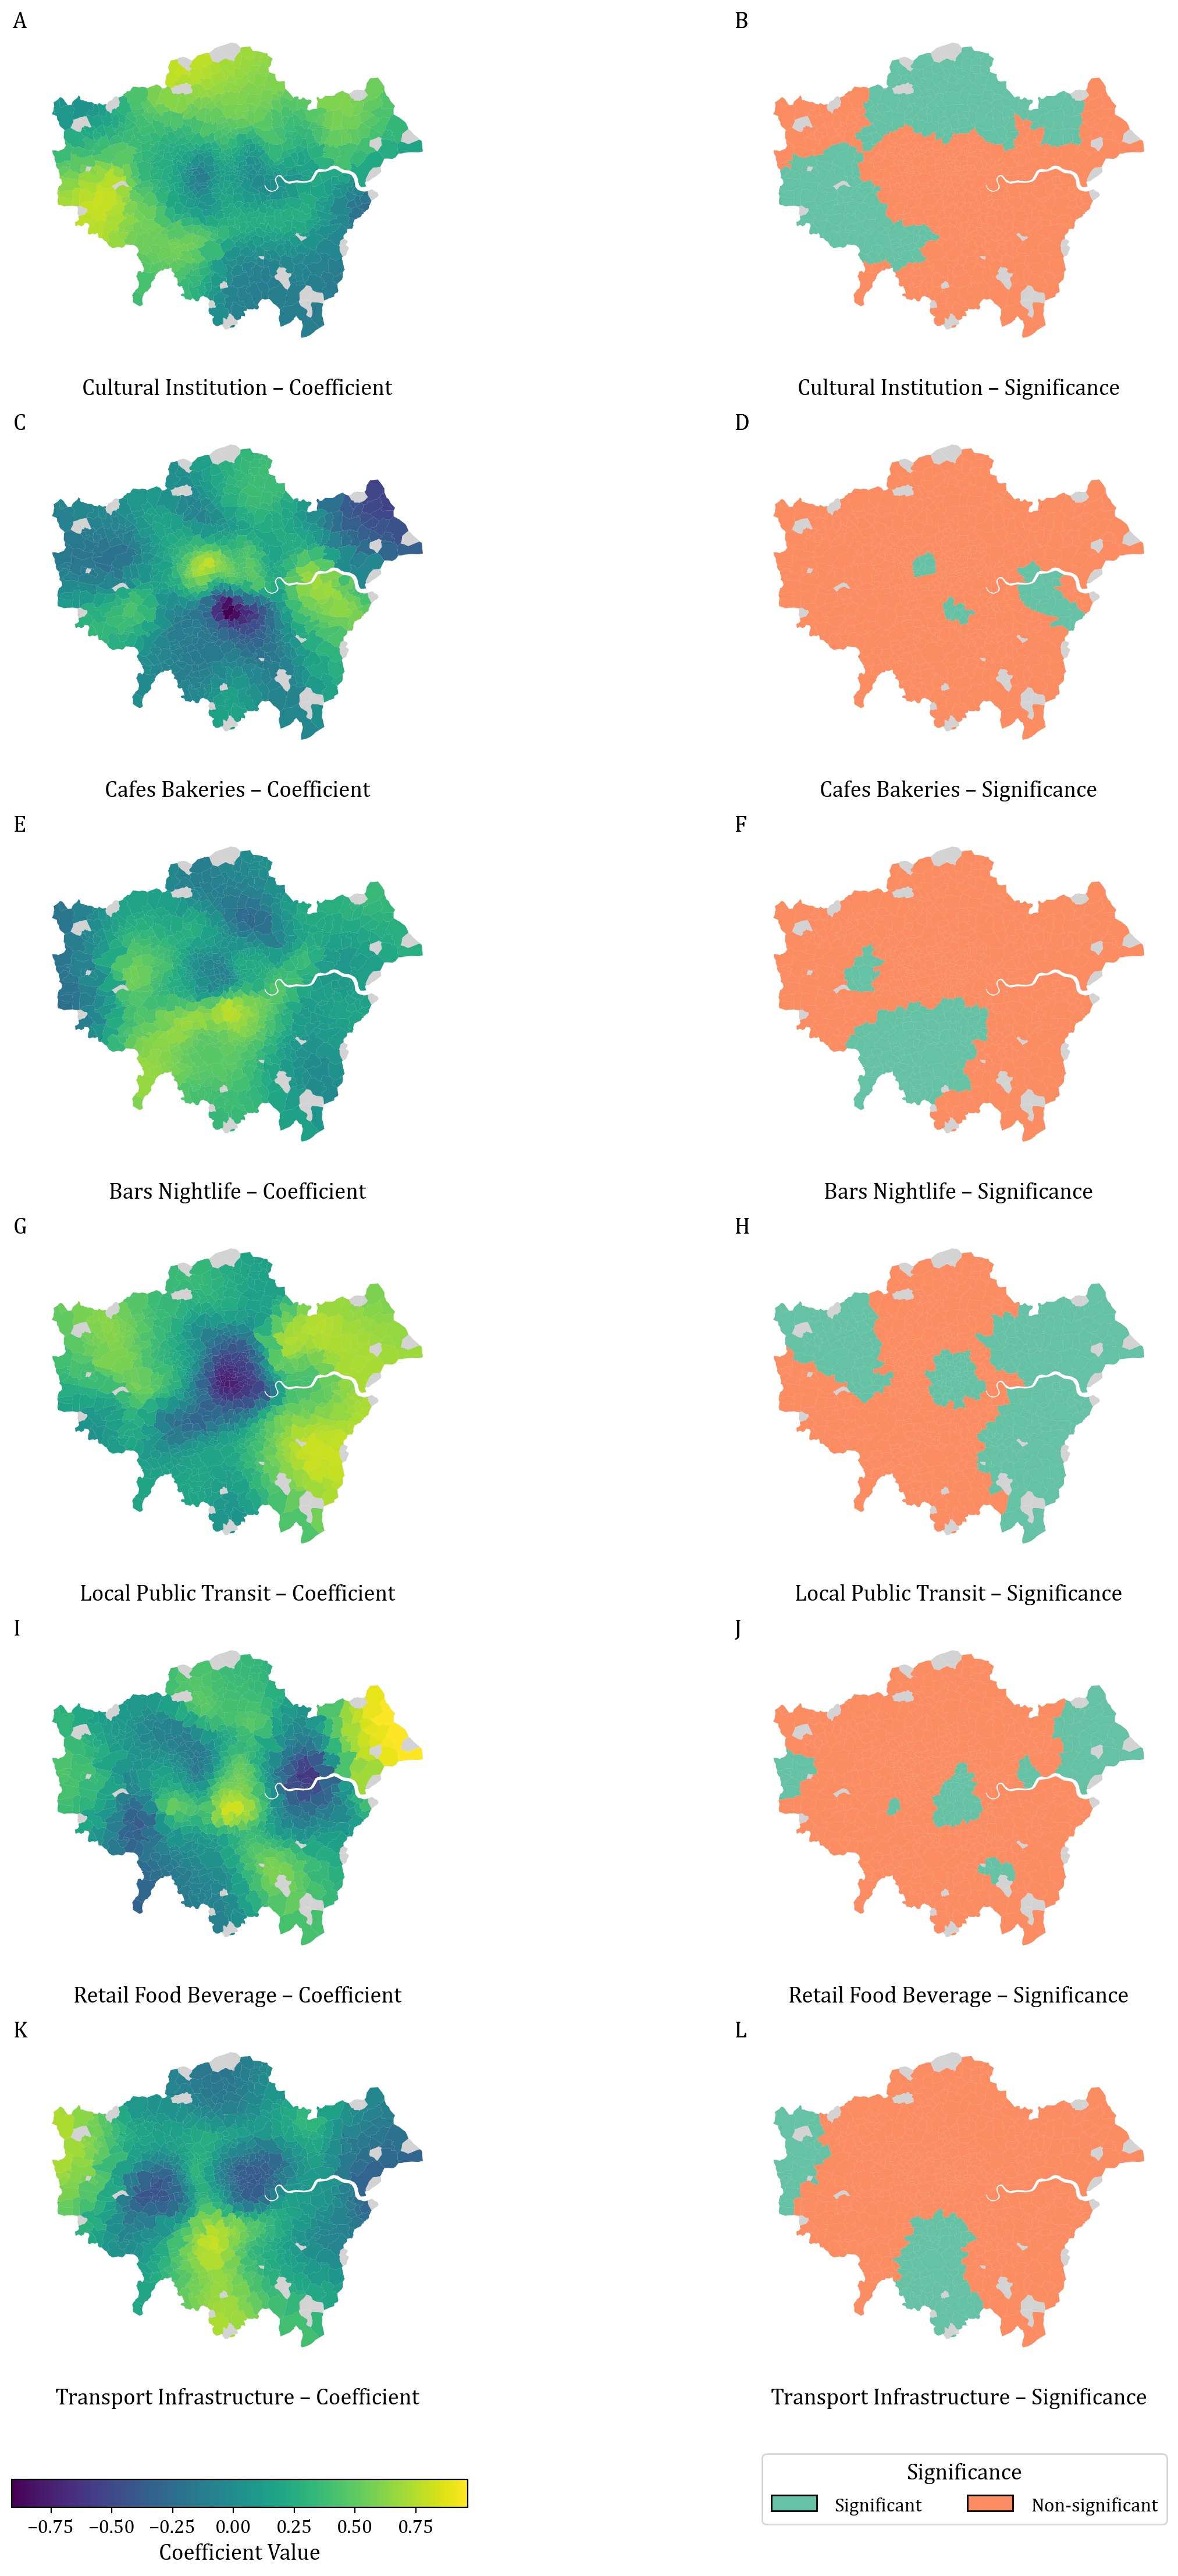 A
B
Cultural Institution – Coefficient
Cultural Institution – Significance
C
D
Cafes Bakeries – Coefficient
Cafes Bakeries – Significance
E
F
Bars Nightlife – Coefficient
Bars Nightlife – Significance
G
H
Local Public Transit – Coefficient
Local Public Transit – Significance
I
J
Retail Food Beverage – Coefficient
Retail Food Beverage – Significance
K
L
Transport Infrastructure – Coefficient
Transport Infrastructure – Significance
Significance
Significant Non-significant
−0.75 −0.50 −0.25 0.00 0.25 0.50 0.75
Coefficient Value